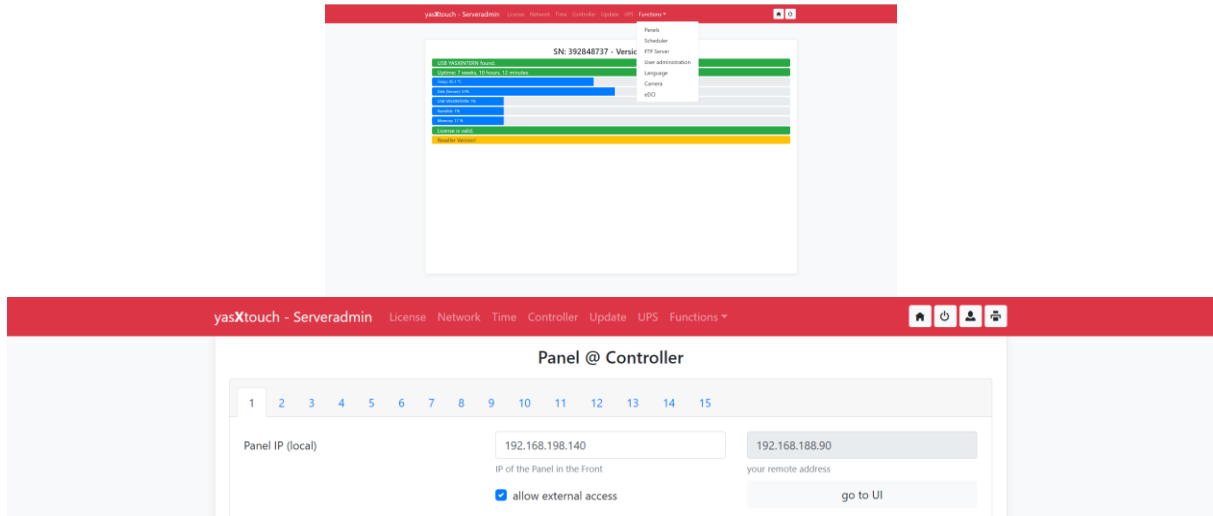 yasXtouch - Serveradmin License Network Time Controller Update UPS Functions
Panels
Scheduler
FTP Server
User administration
Language
Camera
eDCI
SN: 392848737 - Versio
USB YASXINTERN found.
Uptime: 7 weeks, 10 hours, 12 minutes
License is valid.
Reseller Version!
yasXtouch - Serveradmin License Network Time Controller Update UPS Functions
Panel @ Controller
1 2 3 4 5 6 7 8 9 10 11 12 13 14 15
Panel IP (local) 192.168.198.140 192.168.188.90
IP of the Panel in the Front your remote address
allow external access go to UI